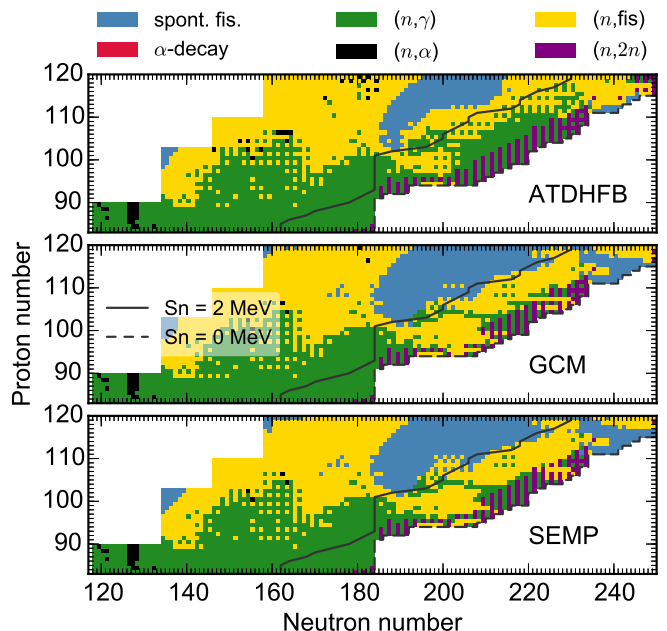 spont. fis. (n,γ) (n,fis)
α-decay (n,α) (n,2n)
120
110
100
90
ATDHFB
120
110
100
90
Sn = 2 MeV
Sn = 0 MeV
GCM
120
110
100
90
SEMP
Proton number
120 140 160 180 200 220 240
Neutron number